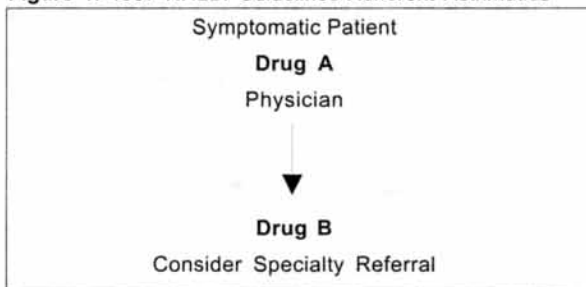 Symptomatic Patient
Drug A
Physician
Drug B
Consider Specialty Referral